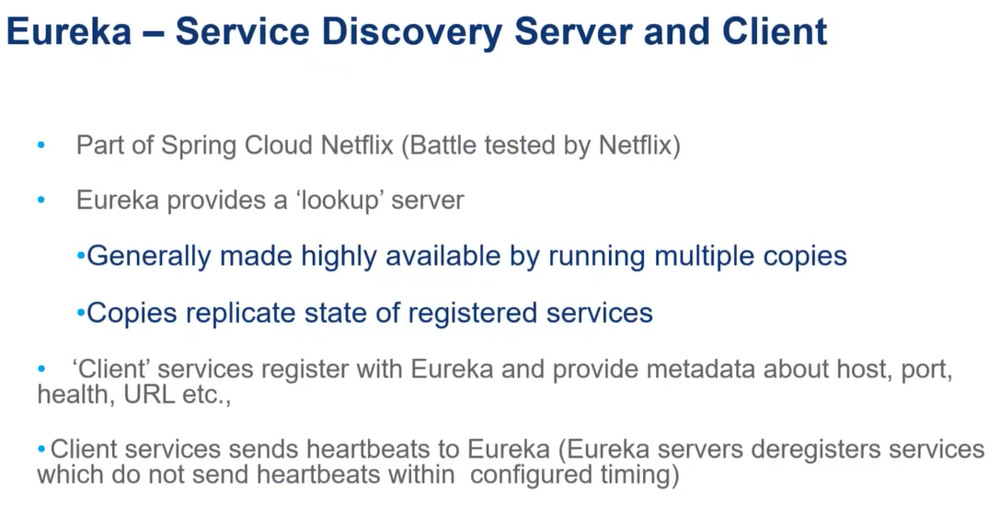 Eureka – Service Discovery Server and Client
• Part of Spring Cloud Netflix (Battle tested by Netflix)
• Eureka provides a ‘lookup’ server
•Generally made highly available by running multiple copies
•Copies replicate state of registered services
• ‘Client’ services register with Eureka and provide metadata about host, port,
health, URL etc.,
• Client services sends heartbeats to Eureka (Eureka servers deregisters services
which do not send heartbeats within configured timing)